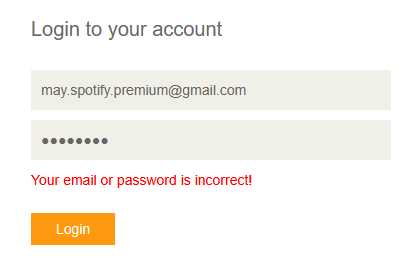 Login to your account
may.spotify.premium@gmail.com
●●●●●●●●
Your email or password is incorrect!
Login